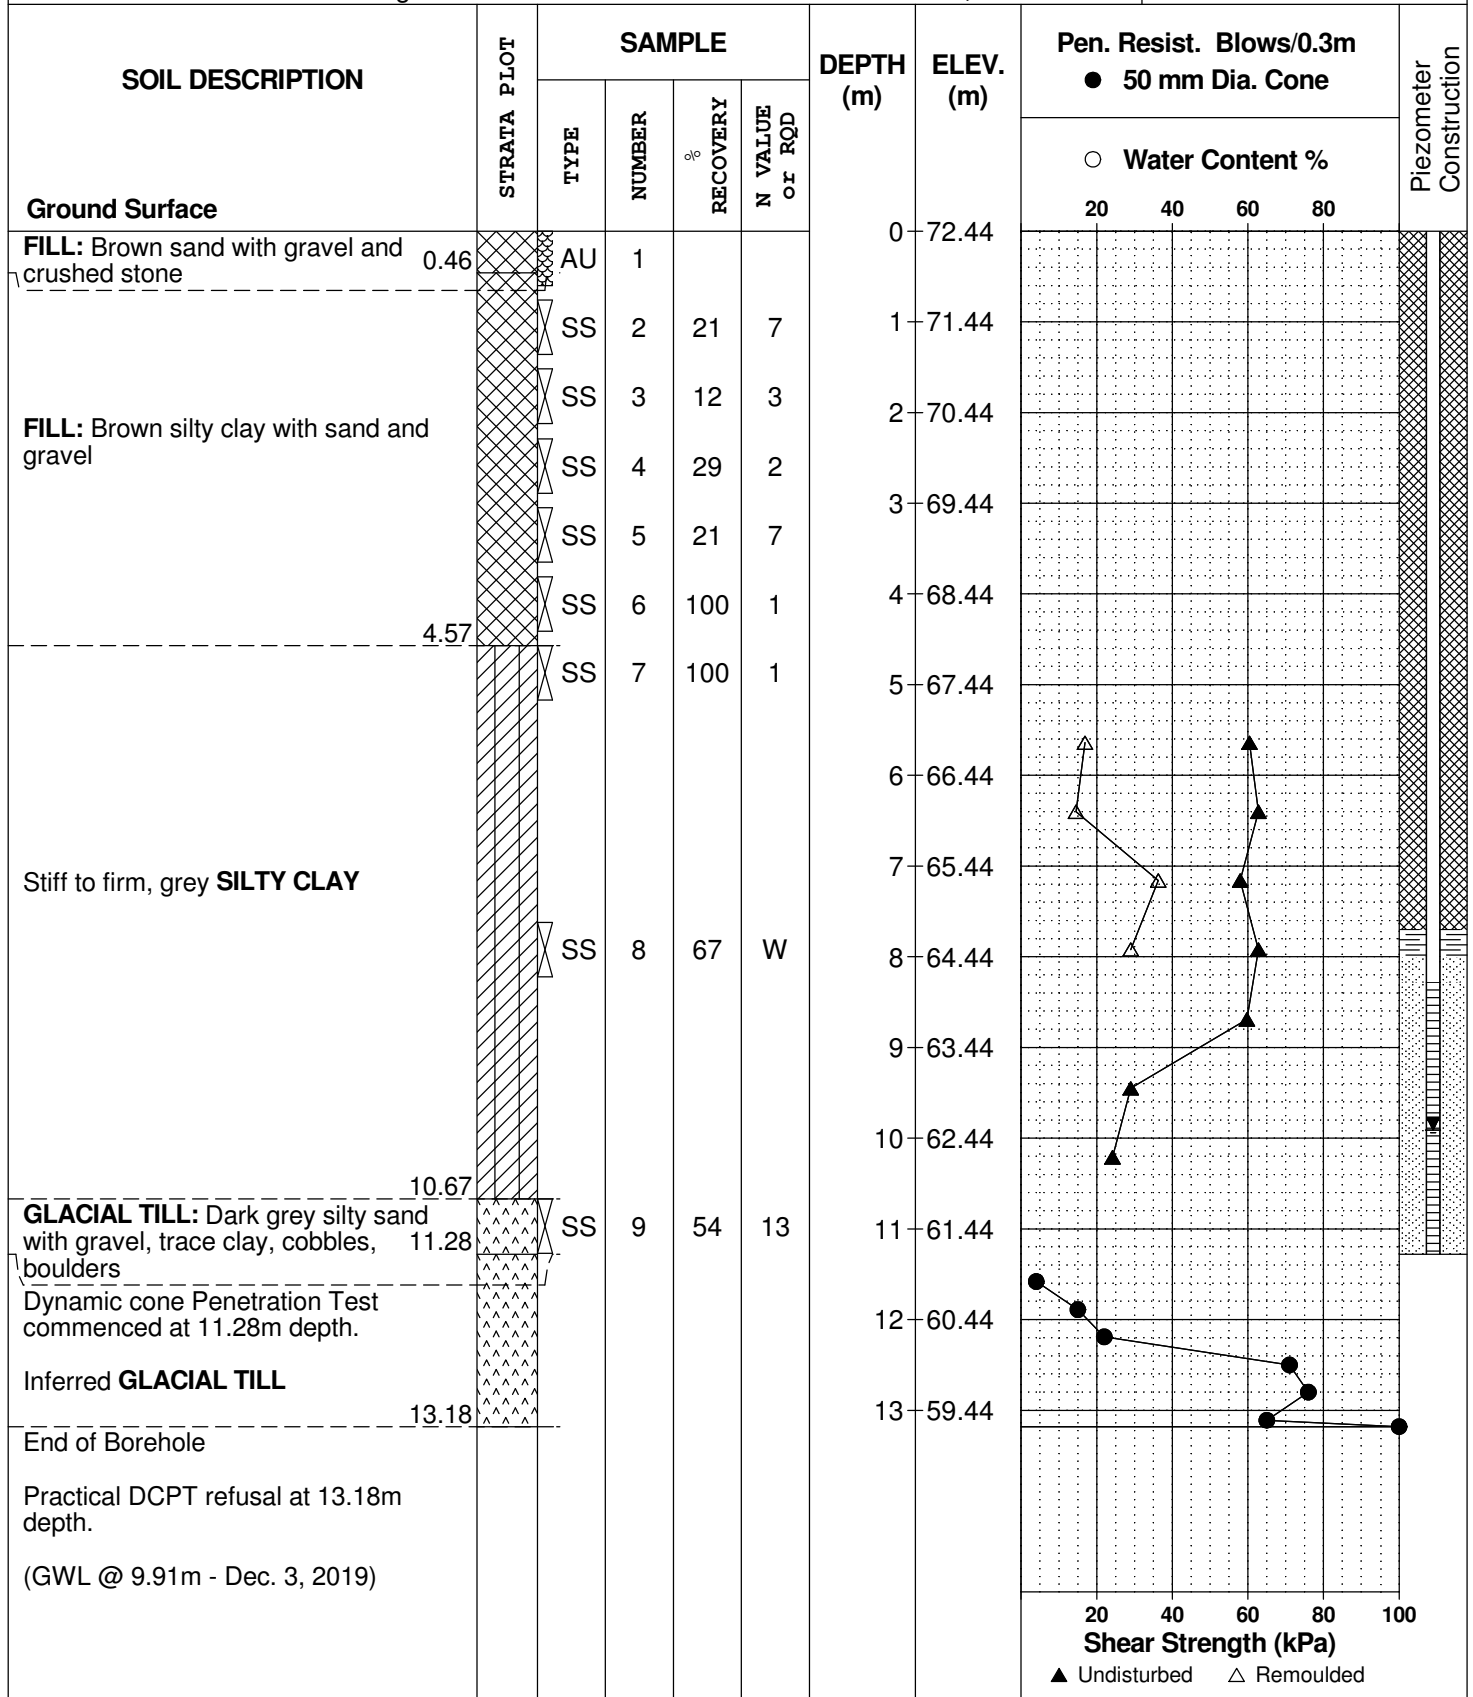 SOIL DESCRIPTION
Ground Surface
STRATA PLOT
SAMPLE
TYPE
NUMBER
%
RECOVERY
N VALUE
or RQD
DEPTH
(m)
ELEV.
(m)
Pen. Resist. Blows/0.3m
● 50 mm Dia. Cone
○ Water Content %
20 40 60 80
Piezometer
Construction
FILL: Brown sand with gravel and
crushed stone
0.46
AU 1
0 72.44
SS 2 21 7
1 71.44
SS 3 12 3
2 70.44
FILL: Brown silty clay with sand and
gravel
SS 4 29 2
3 69.44
SS 5 21 7
4 68.44
SS 6 100 1
4.57
SS 7 100 1
5 67.44
6 66.44
7 65.44
Stiff to firm, grey SILTY CLAY
SS 8 67 W
8 64.44
9 63.44
10 62.44
10.67
GLACIAL TILL: Dark grey silty sand
with gravel, trace clay, cobbles,
boulders
11.28
SS 9 54 13
11 61.44
Dynamic cone Penetration Test
commenced at 11.28m depth.
12 60.44
Inferred GLACIAL TILL
13.18
13 59.44
End of Borehole
Practical DCPT refusal at 13.18m
depth.
(GWL @ 9.91m - Dec. 3, 2019)
20 40 60 80 100
Shear Strength (kPa)
▲ Undisturbed △ Remoulded